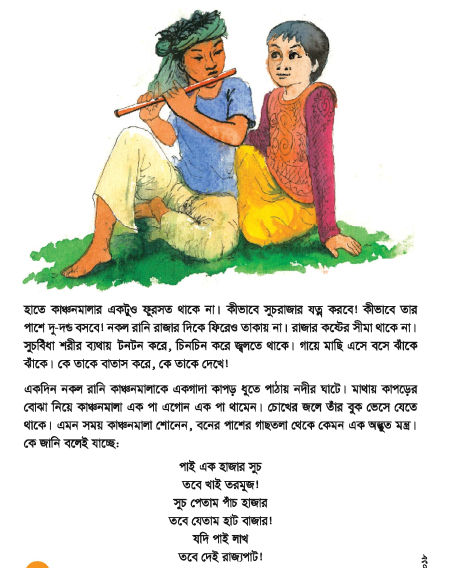 হাতে কাঞ্চনমালার একটুও ফুরসত থাকে না। কীভাবে সুচরাজার যত্ন করবে! কীভাবে তার
পাশে দু-দণ্ড বসবে! নকল রানি রাজার দিকে ফিরেও তাকায় না। রাজার কষ্টের সীমা থাকে না।
সুচবিঁধা শরীর ব্যথায় টনটন করে, চিনচিন করে জ্বলতে থাকে। গায়ে মাছি এসে বসে ঝাঁকে
ঝাঁকে। কে তাকে বাতাস করে, কে তাকে দেখে!
একদিন নকল রানি কাঞ্চনমালাকে একগাদা কাপড় ধুতে পাঠায় নদীর ঘাটে। মাথায় কাপড়ের
বোঝা নিয়ে কাঞ্চনমালা এক পা এগোন এক পা থামেন। চোখের জলে তাঁর বুক ভেসে যেতে
থাকে। এমন সময় কাঞ্চনমালা শোনেন, বনের পাশের গাছতলা থেকে কেমন এক অদ্ভুত মন্ত্র।
কে জানি বলেই যাচ্ছে:
পাই এক হাজার সুচ
তবে খাই তরমুজ!
সুচ পেতাম পাঁচ হাজার
তবে যেতাম হাট বাজার!
যদি পাই লাখ
তবে দেই রাজ্যপাট!